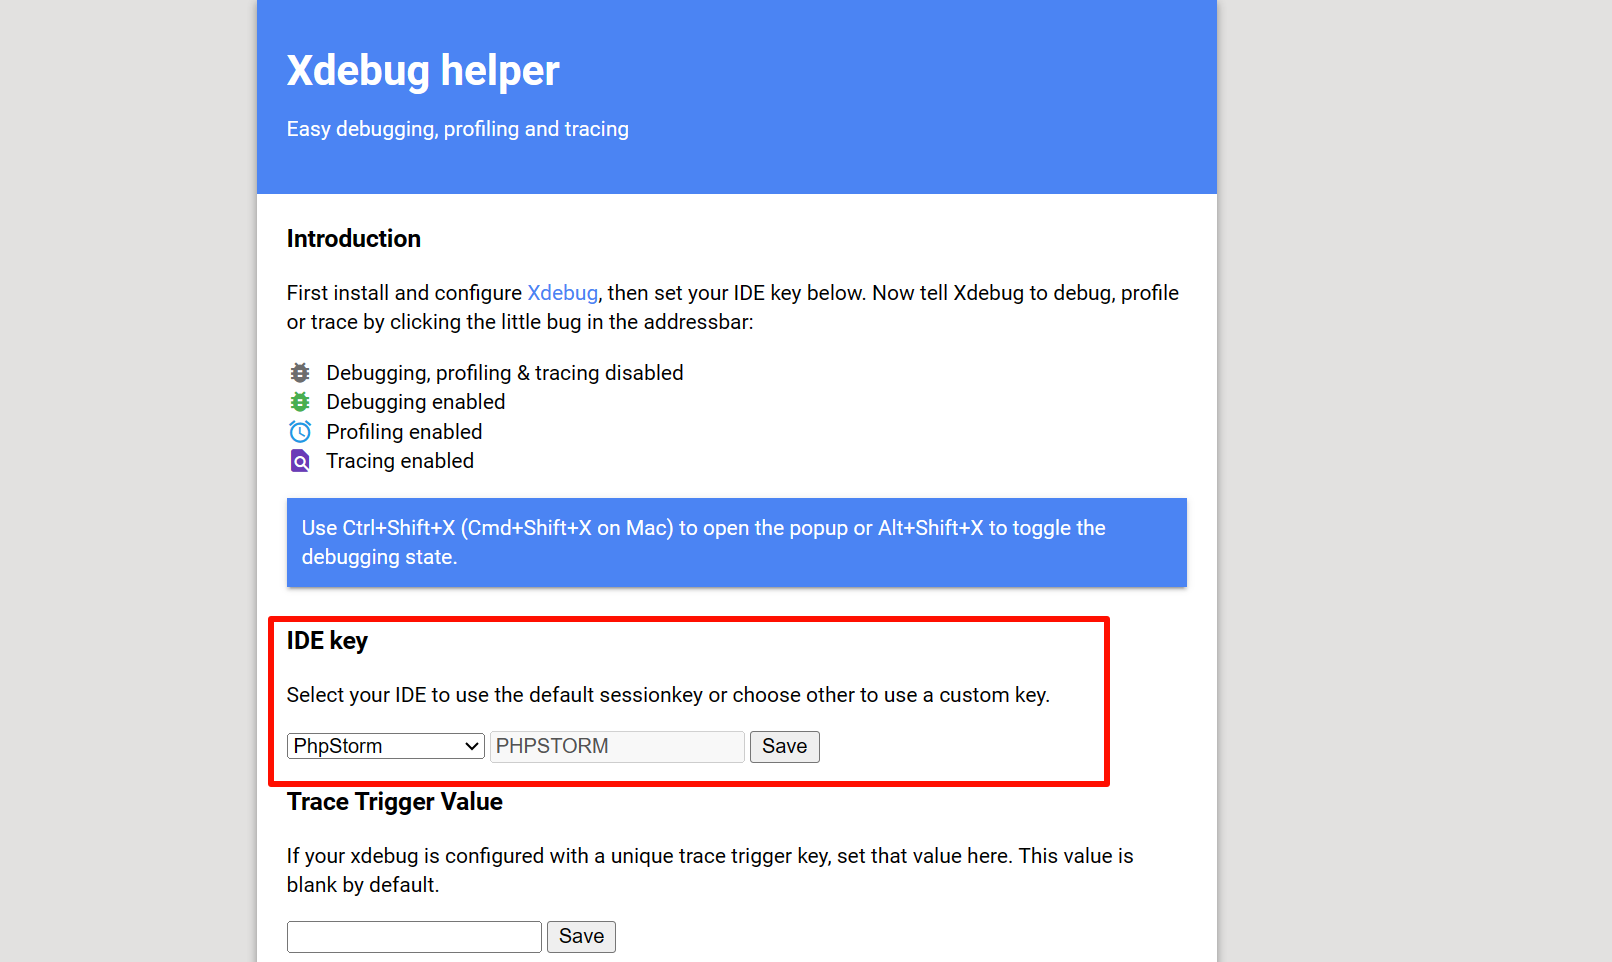 Xdebug helper
Easy debugging, profiling and tracing
Introduction
First install and configure Xdebug, then set your IDE key below. Now tell Xdebug to debug, profile
or trace by clicking the little bug in the addressbar:
Debugging, profiling & tracing disabled
Debugging enabled
Profiling enabled
Tracing enabled
Use Ctrl+Shift+X (Cmd+Shift+X on Mac) to open the popup or Alt+Shift+X to toggle the
debugging state.
IDE key
Select your IDE to use the default sessionkey or choose other to use a custom key.
PhpStorm PHPSTORM Save
Trace Trigger Value
If your xdebug is configured with a unique trace trigger key, set that value here. This value is
blank by default.
Save